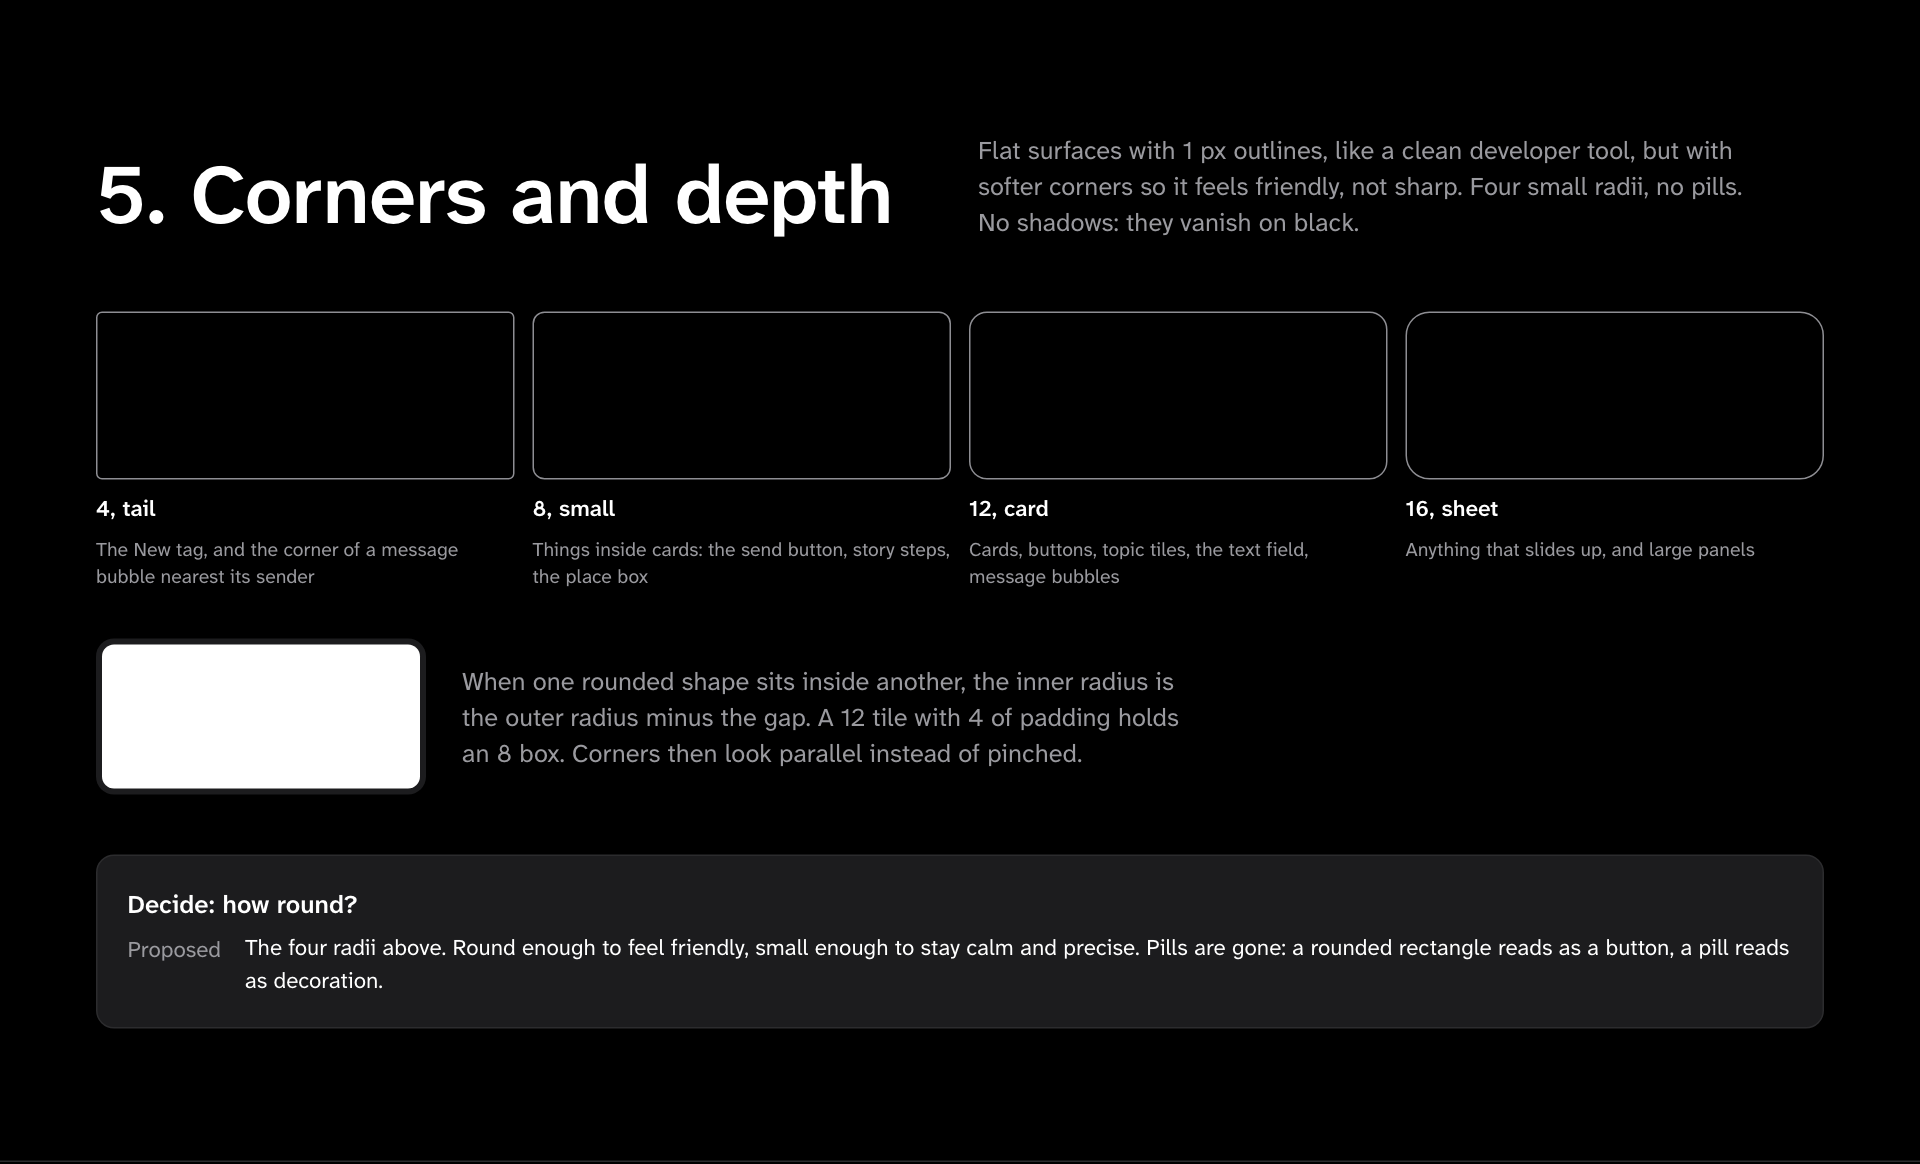 5. Corners and depth
Flat surfaces with 1 px outlines, like a clean developer tool, but with
softer corners so it feels friendly, not sharp. Four small radii, no pills.
No shadows: they vanish on black.
4, tail
The New tag, and the corner of a message
bubble nearest its sender
8, small
Things inside cards: the send button, story steps,
the place box
12, card
Cards, buttons, topic tiles, the text field,
message bubbles
16, sheet
Anything that slides up, and large panels
When one rounded shape sits inside another, the inner radius is
the outer radius minus the gap. A 12 tile with 4 of padding holds
an 8 box. Corners then look parallel instead of pinched.
Decide: how round?
Proposed The four radii above. Round enough to feel friendly, small enough to stay calm and precise. Pills are gone: a rounded rectangle reads as a button, a pill reads
as decoration.